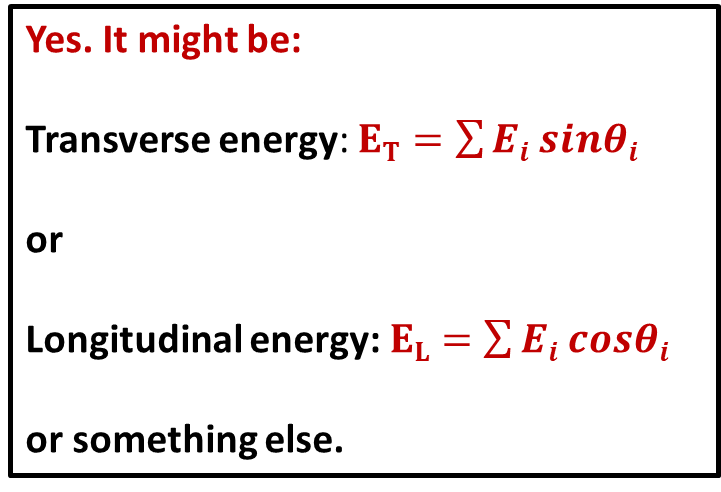 Yes. It might be:
Transverse energy: E_T = ∑ E_i sinθ_i
or
Longitudinal energy: E_L = ∑ E_i cosθ_i
or something else.